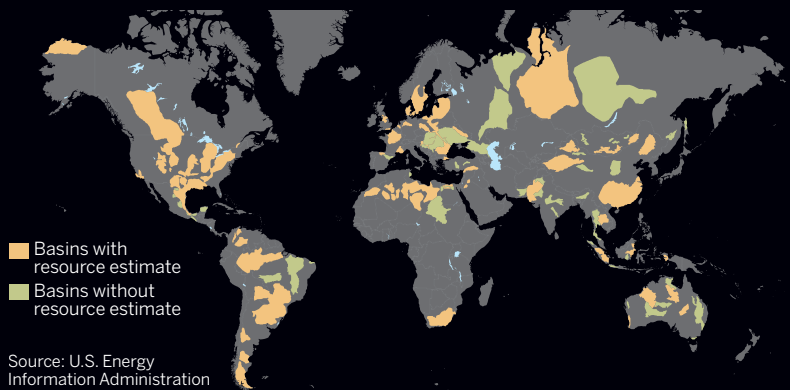 Basins with
resource estimate
Basins without
resource estimate
Source: U.S. Energy
Information Administration